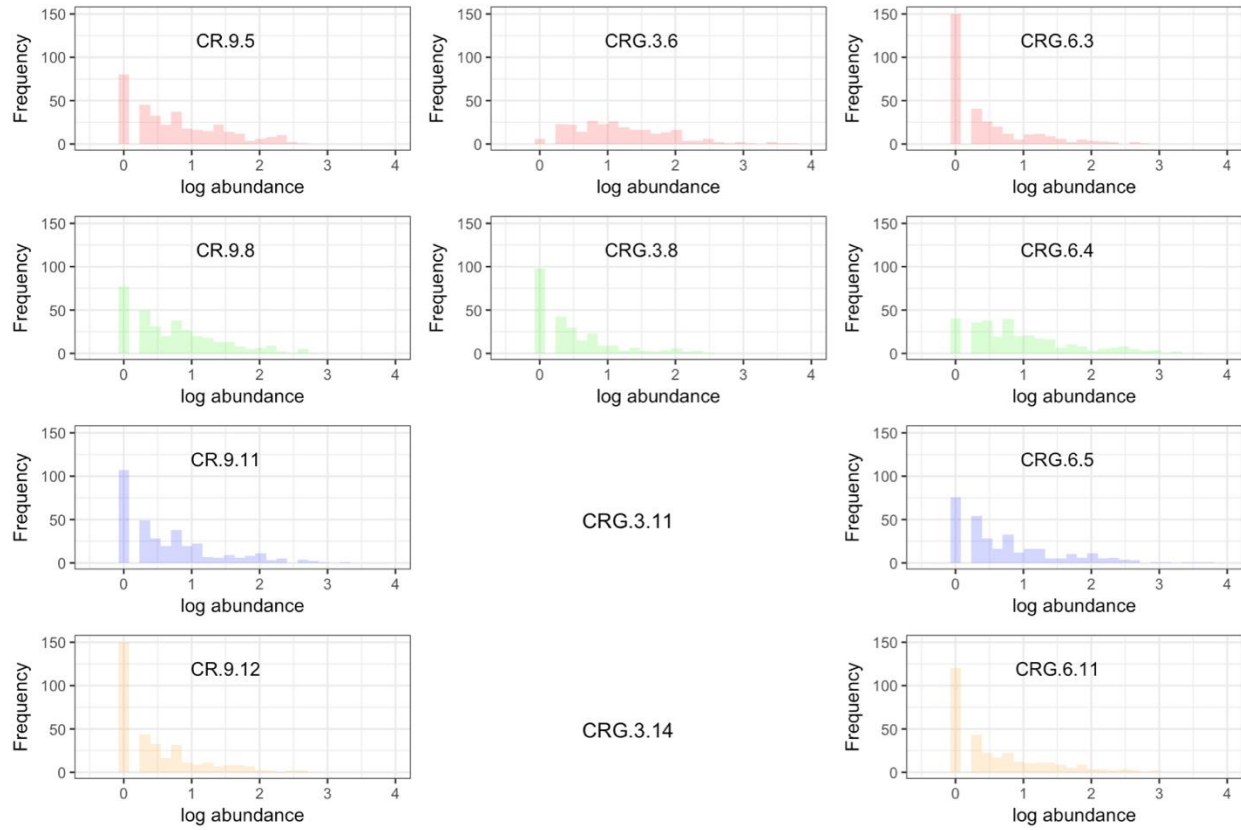 150
100
50
0
Frequency
CR.9.5
0 1 2 3 4
log abundance
150
100
50
0
Frequency
CRG.3.6
0 1 2 3 4
log abundance
150
100
50
0
Frequency
CRG.6.3
0 1 2 3 4
log abundance
150
100
50
0
Frequency
CR.9.8
0 1 2 3 4
log abundance
150
100
50
0
Frequency
CRG.3.8
0 1 2 3 4
log abundance
150
100
50
0
Frequency
CRG.6.4
0 1 2 3 4
log abundance
150
100
50
0
Frequency
CR.9.11
0 1 2 3 4
log abundance
CRG.3.11
150
100
50
0
Frequency
CRG.6.5
0 1 2 3 4
log abundance
150
100
50
0
Frequency
CR.9.12
0 1 2 3 4
log abundance
CRG.3.14
150
100
50
0
Frequency
CRG.6.11
0 1 2 3 4
log abundance